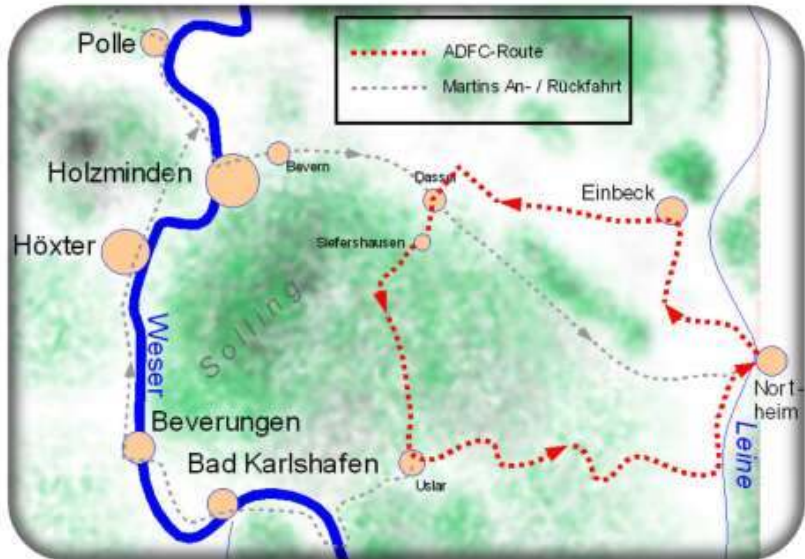 Polle
ADFC-Route
Martins An- / Rückfahrt
Holzminden
Bevern
Dassel
Einbeck
Höxter
Siefershausen
Solling
Weser
Nort-
heim
Beverungen
Bad Karlshafen
Uslar
Leine